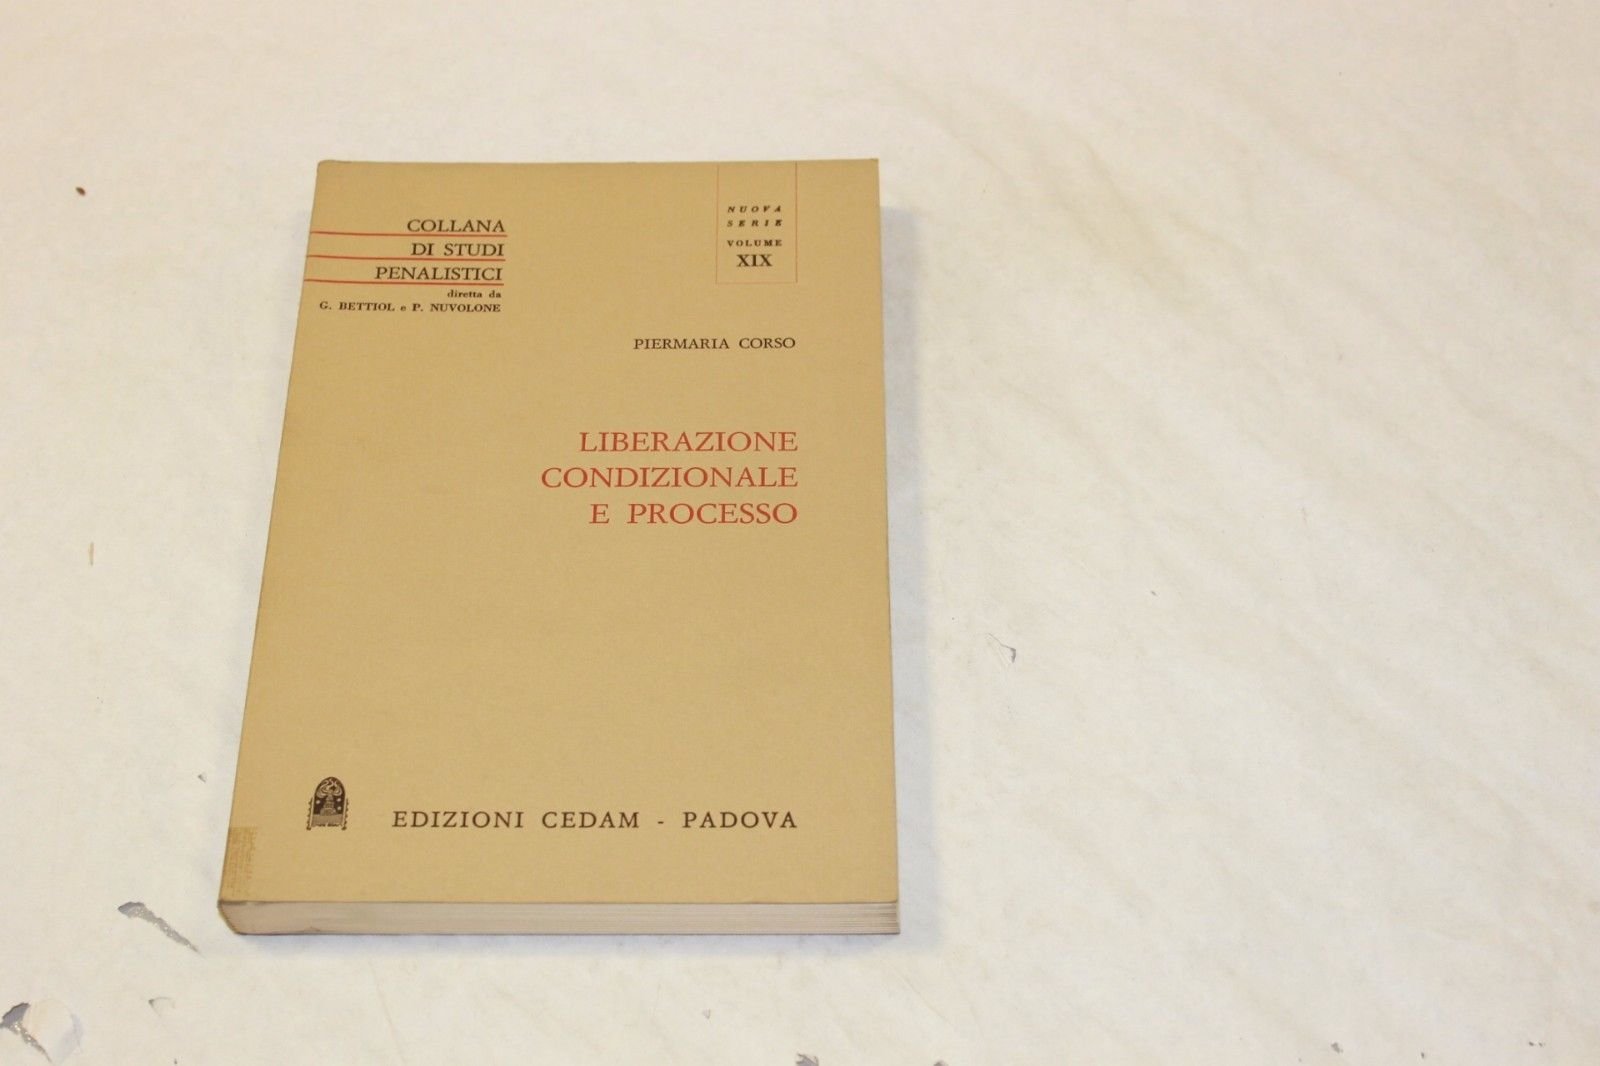 COLLANA
DI STUDI
PENALISTICI
diretta da
G. BETTIOL e P. NUVOLONE
NUOVA
SERIE
VOLUME
XIX
PIERMARIA CORSO
LIBERAZIONE
CONDIZIONALE
E PROCESSO
EDIZIONI CEDAM - PADOVA